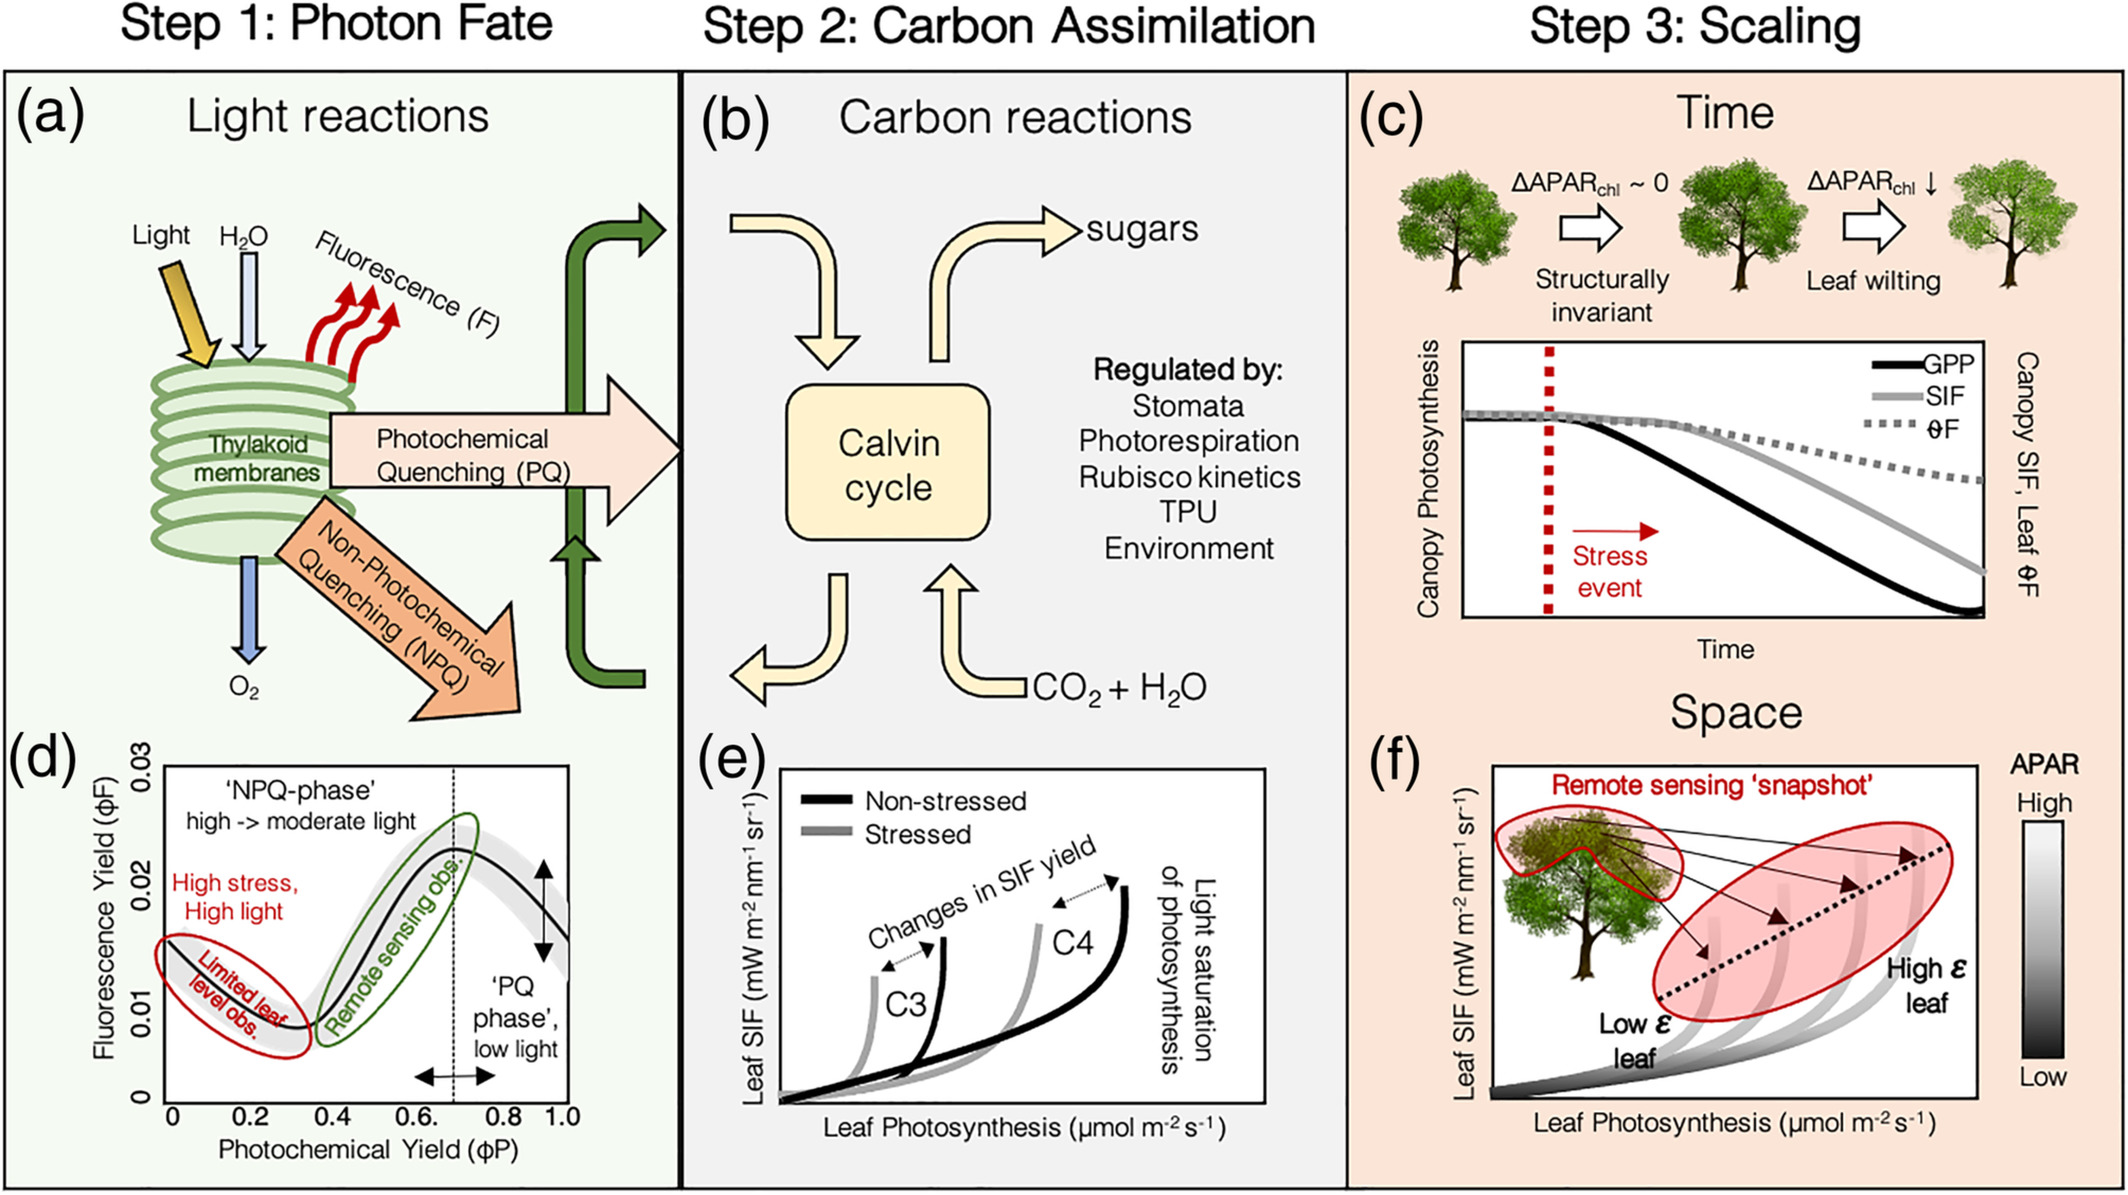 Step 1: Photon Fate
Step 2: Carbon Assimilation
Step 3: Scaling
(a)
Light reactions
Light
H₂O
Fluorescence (F)
Thylakoid
membranes
Photochemical
Quenching (PQ)
Non-Photochemical
Quenching (NPQ)
O₂
(b)
Carbon reactions
sugars
Calvin
cycle
Regulated by:
Stomata
Photorespiration
Rubisco kinetics
TPU
Environment
CO₂ + H₂O
(c)
Time
ΔAPARchl ~ 0
Structurally
invariant
ΔAPARchl ↓
Leaf wilting
Canopy Photosynthesis
GPP
SIF
ɸF
Stress
event
Canopy SIF, Leaf ɸF
Time
(d)
Fluorescence Yield (ϕF)
0.03
0.02
0.01
0
'NPQ-phase'
high -> moderate light
High stress,
High light
Limited leaf
level obs.
Remote sensing obs.
'PQ
phase',
low light
0 0.2 0.4 0.6. 0.8 1.0
Photochemical Yield (ϕP)
(e)
Leaf SIF (mW m⁻² nm⁻¹ sr⁻¹)
Non-stressed
Stressed
Changes in SIF yield
C3
C4
Light saturation
of photosynthesis
Leaf Photosynthesis (µmol m⁻² s⁻¹)
Space
(f)
Leaf SIF (mW m⁻² nm⁻¹ sr⁻¹)
Remote sensing 'snapshot'
Low ε
leaf
High ε
leaf
Leaf Photosynthesis (µmol m⁻² s⁻¹)
APAR
High
Low